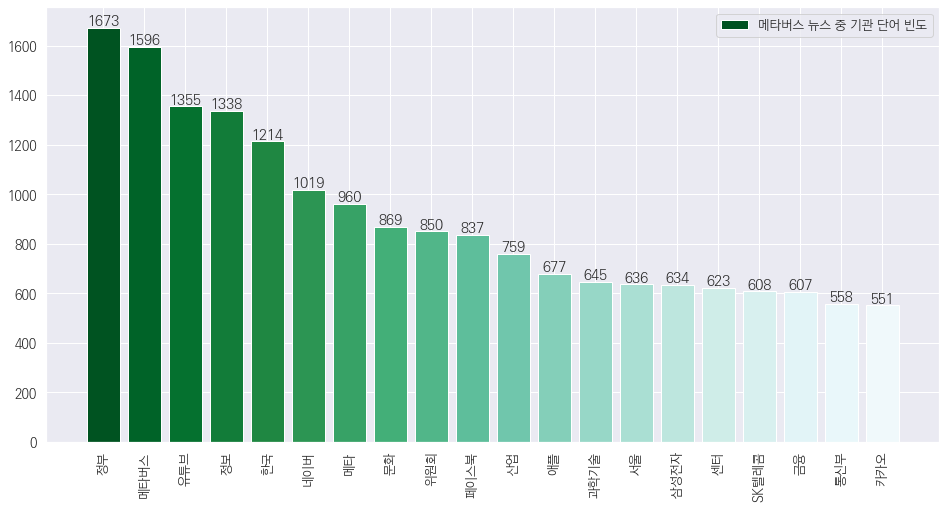 메타버스 뉴스 중 기관 단어 빈도
1673
1596
1355
1338
1214
1019
960
869
850
837
759
677
645
636
634
623
608
607
558
551
1600
1400
1200
1000
800
600
400
200
0
정부
메타버스
유튜브
정보
한국
네이버
메타
문화
위원회
페이스북
산업
애플
과학기술
서울
삼성전자
센터
SK텔레콤
금융
통신부
카카오